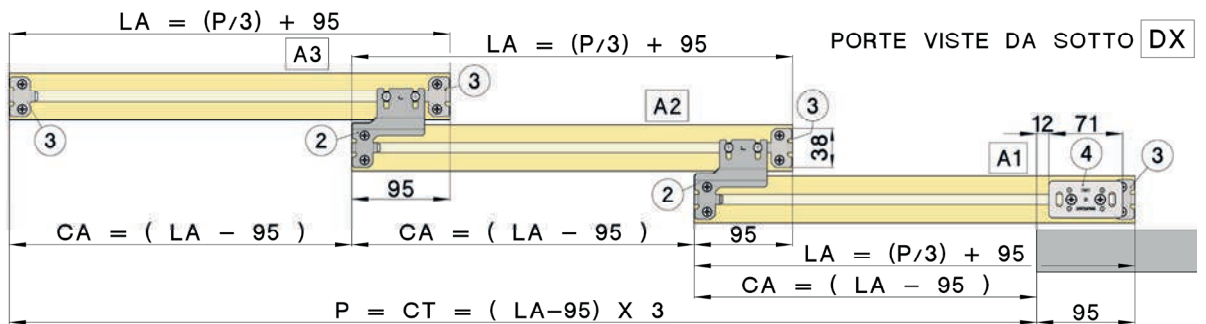 LA = (P/3) + 95
A3
LA = (P/3) + 95
PORTE VISTE DA SOTTO DX
3
A2
3
12 71
3
2
38
A1
4
3
95
2
CA = ( LA - 95 )
CA = ( LA - 95 )
95
LA = (P/3) + 95
CA = ( LA - 95 )
P = CT = ( LA-95) X 3
95